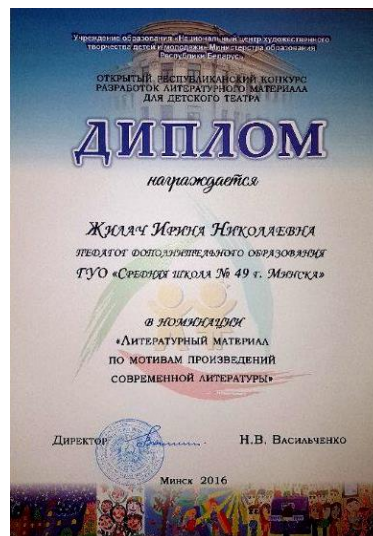 Учреждение образования «Национальный центр художественного
творчества детей и молодежи» Министерства образования
Республики Беларусь»
ОТКРЫТЫЙ РЕСПУБЛИКАНСКИЙ КОНКУРС
РАЗРАБОТОК ЛИТЕРАТУРНОГО МАТЕРИАЛА
ДЛЯ ДЕТСКОГО ТЕАТРА
ДИПЛОМ
награждается
Жилач Ирина Николаевна
педагог дополнительного образования
ГУО «Средняя школа № 49 г. Минска»
в номинации
«Литературный материал
по мотивам произведений
современной литературы»
Директор Н.В. Васильченко
Минск 2016